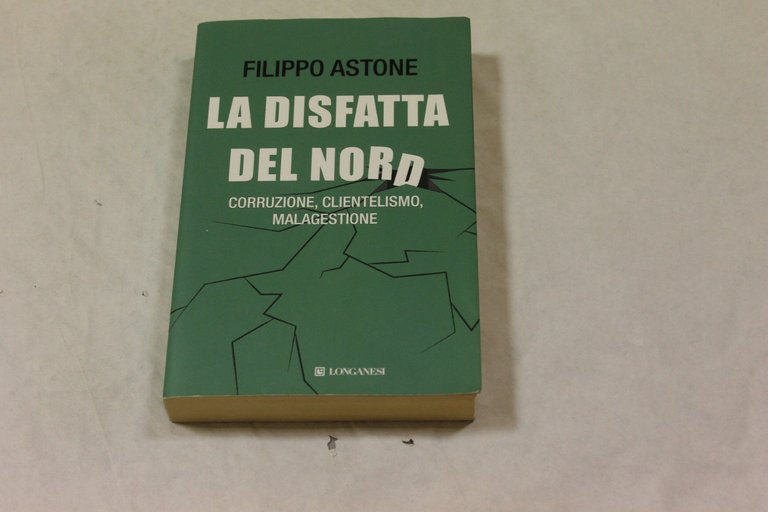 FILIPPO ASTONE
LA DISFATTA
DEL NORD
CORRUZIONE, CLIENTELISMO,
MALAGESTIONE
LONGANESI